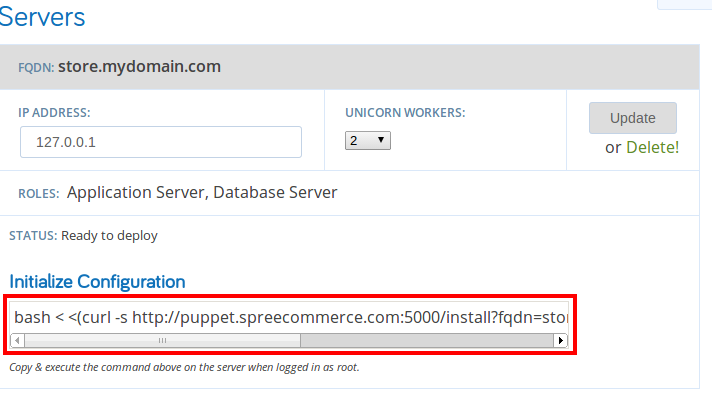 Servers
FQDN: store.mydomain.com
IP ADDRESS:
UNICORN WORKERS:
127.0.0.1
2
Update
or Delete!
ROLES: Application Server, Database Server
STATUS: Ready to deploy
Initialize Configuration
bash < <(curl -s http://puppet.spreecommerce.com:5000/install?fqdn=stor
Copy & execute the command above on the server when logged in as root.